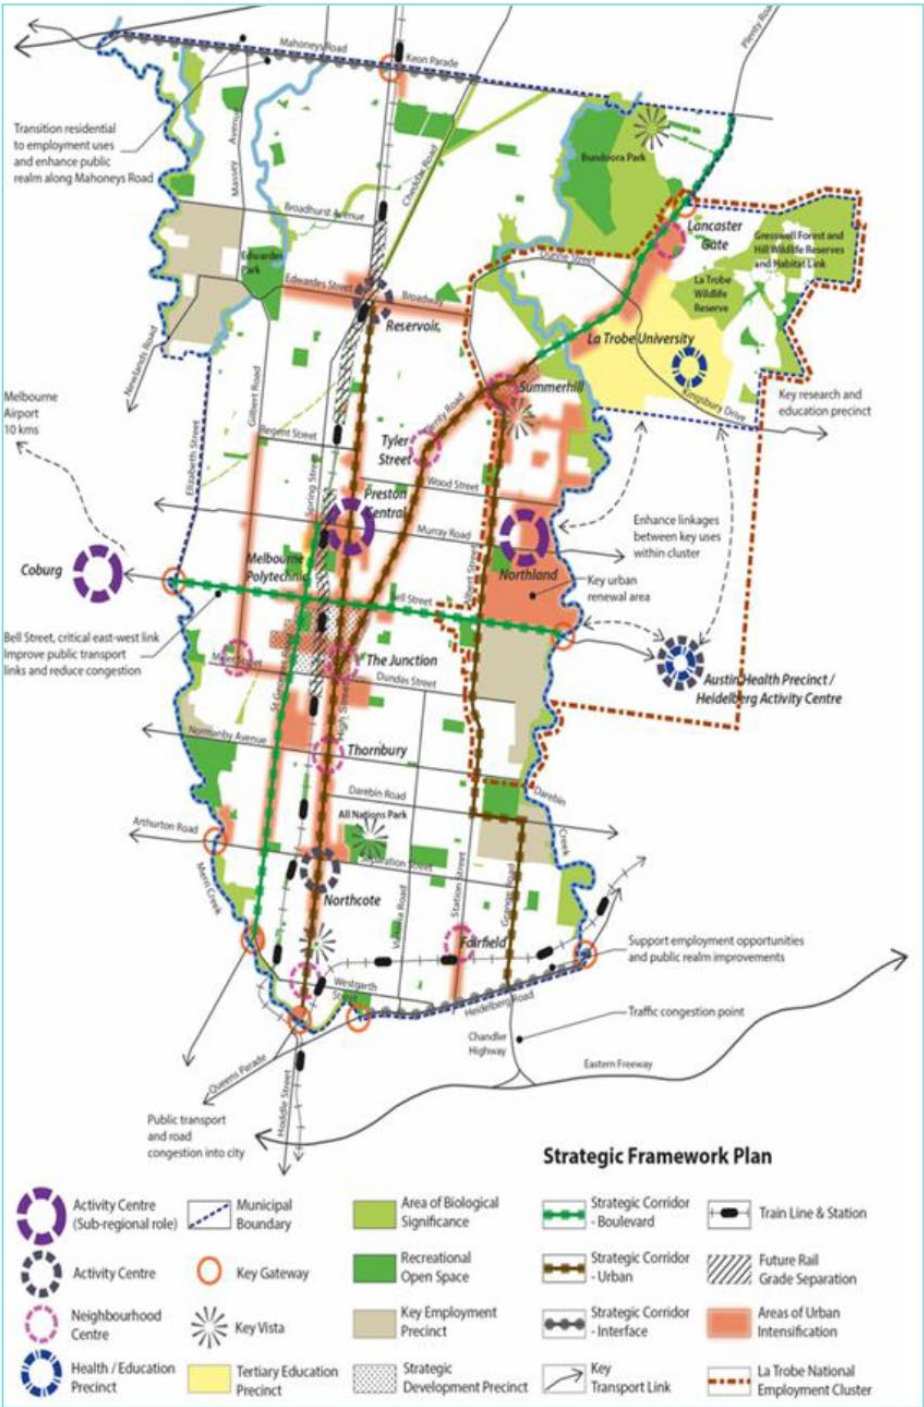 Mahoneys Road
Keon Parade
Plenty Road
Transition residential
to employment uses
and enhance public
realm along Mahoneys Road
Massey Avenue
Cheddar Road
Bundoora Park
Broadhurst Avenue
Lancaster
Gate
Gresswell Forest and
Hill Wildlife Reserves
and Habitat Link
Edwardes
Park
Edwardes Street
Broadway
Reservoir
La Trobe
Wildlife
Reserve
Newlands Road
La Trobe University
Melbourne
Airport
10 kms
Gilbert Road
Summerhill
Kingsbury Drive
Key research and
education precinct
Elizabeth Street
Regent Street
Plenty Road
Tyler
Street
Spring Street
Wood Street
Preston
Central
Murray Road
Enhance linkages
between key uses
within cluster
Coburg
Melbourne
Polytechnic
Albert Street
Northland
Key urban
renewal area
Bell Street
Bell Street, critical east-west link
Improve public transport
links and reduce congestion
The Junction
Dundas Street
Austin Health Precinct /
Heidelberg Activity Centre
High Street
Normanby Avenue
Thornbury
Darebin Road
Darebin
Creek
Arthurton Road
All Nations Park
Separation Street
Merri Creek
Northcote
Victoria Road
Station Street
Grange Road
Fairfield
Support employment opportunities
and public realm improvements
Westgarth
Street
Heidelberg Road
Traffic congestion point
Chandler
Highway
Eastern Freeway
Queens Parade
Hoddle Street
Public transport
and road
congestion into city
Strategic Framework Plan
Activity Centre
(Sub-regional role)
Municipal
Boundary
Area of Biological
Significance
Strategic Corridor
- Boulevard
Train Line & Station
Activity Centre
Key Gateway
Recreational
Open Space
Strategic Corridor
- Urban
Future Rail
Grade Separation
Neighbourhood
Centre
Key Vista
Key Employment
Precinct
Strategic Corridor
- Interface
Areas of Urban
Intensification
Health / Education
Precinct
Tertiary Education
Precinct
Strategic
Development Precinct
Key
Transport Link
La Trobe National
Employment Cluster